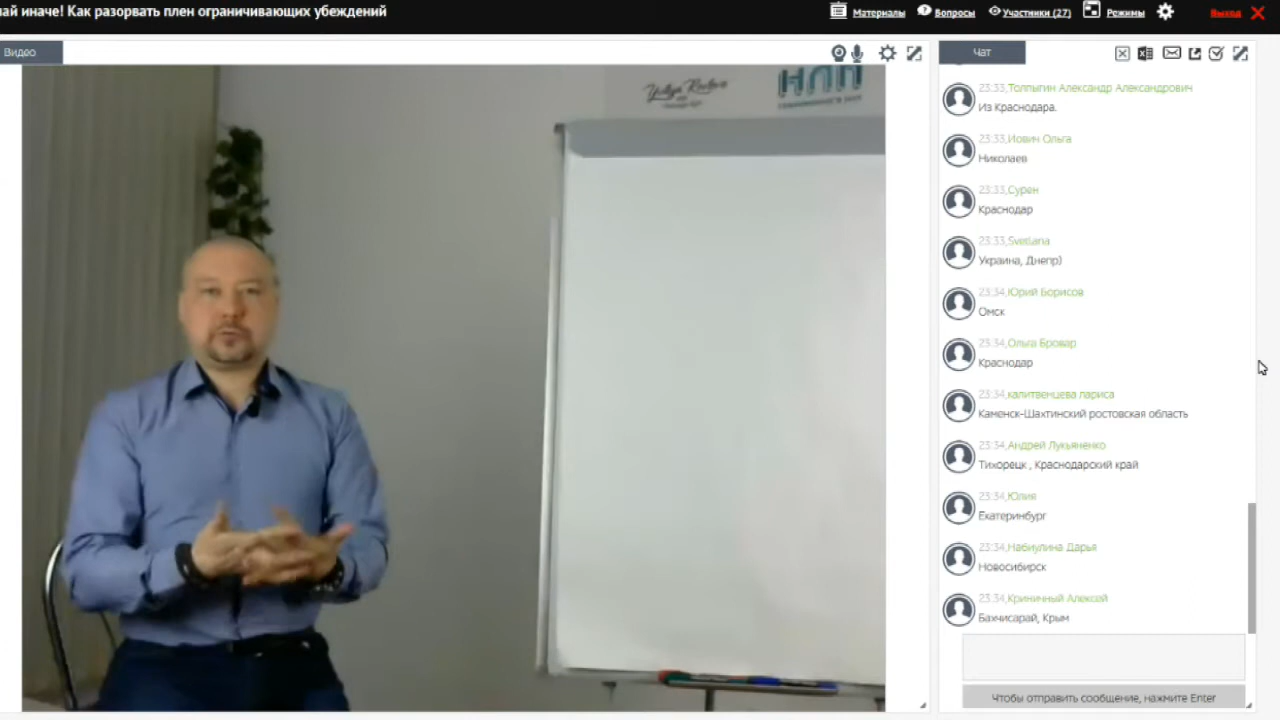 ай иначе! Как разорвать плен ограничивающих убеждений
Материалы
Вопросы
Участники (27)
Режимы
Выход
Видео
Чат
НЛП
23:33,Толпыгин Александр Александрович
Из Краснодара.
23:33,Иович Ольга
Николаев
23:33,Сурен
Краснодар
23:33,Svetlana
Украина, Днепр)
23:34,Юрий Борисов
Омск
23:34,Ольга Бровар
Краснодар
23:34,калитвенцева лариса
Каменск-Шахтинский ростовская область
23:34,Андрей Лукьяненко
Тихорецк , Краснодарский край
23:34,Юлия
Екатеринбург
23:34,Набиулина Дарья
Новосибирск
23:34,Криничный Алексей
Бахчисарай, Крым
Чтобы отправить сообщение, нажмите Enter